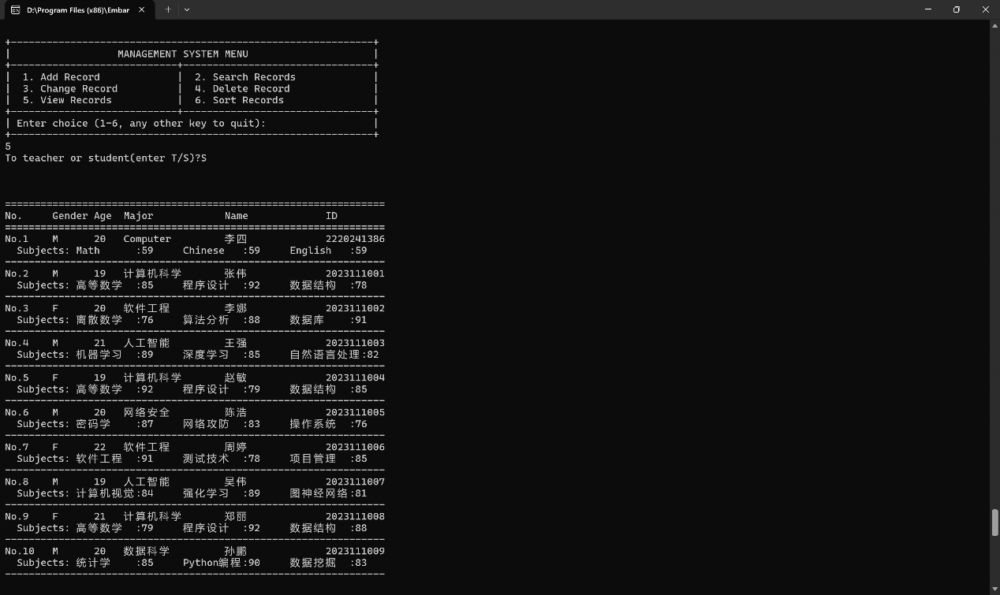 D:\Program Files (x86)\Embar
MANAGEMENT SYSTEM MENU
1. Add Record | 2. Search Records
3. Change Record | 4. Delete Record
5. View Records | 6. Sort Records
Enter choice (1-6, any other key to quit):
5
To teacher or student(enter T/S)?S
No. Gender Age Major Name ID
No.1 M 20 Computer 李四 2220241386
Subjects: Math :59 Chinese :59 English :59
No.2 M 19 计算机科学 张伟 2023111001
Subjects: 高等数学 :85 程序设计 :92 数据结构 :78
No.3 F 20 软件工程 李娜 2023111002
Subjects: 离散数学 :76 算法分析 :88 数据库 :91
No.4 M 21 人工智能 王强 2023111003
Subjects: 机器学习 :89 深度学习 :85 自然语言处理:82
No.5 F 19 计算机科学 赵敏 2023111004
Subjects: 高等数学 :92 程序设计 :79 数据结构 :85
No.6 M 20 网络安全 陈浩 2023111005
Subjects: 密码学 :87 网络攻防 :83 操作系统 :76
No.7 F 22 软件工程 周婷 2023111006
Subjects: 软件工程 :91 测试技术 :78 项目管理 :85
No.8 M 19 人工智能 吴伟 2023111007
Subjects: 计算机视觉:84 强化学习 :89 图神经网络:81
No.9 F 21 计算机科学 郑丽 2023111008
Subjects: 高等数学 :79 程序设计 :92 数据结构 :88
No.10 M 20 数据科学 孙鹏 2023111009
Subjects: 统计学 :85 Python编程:90 数据挖掘 :83